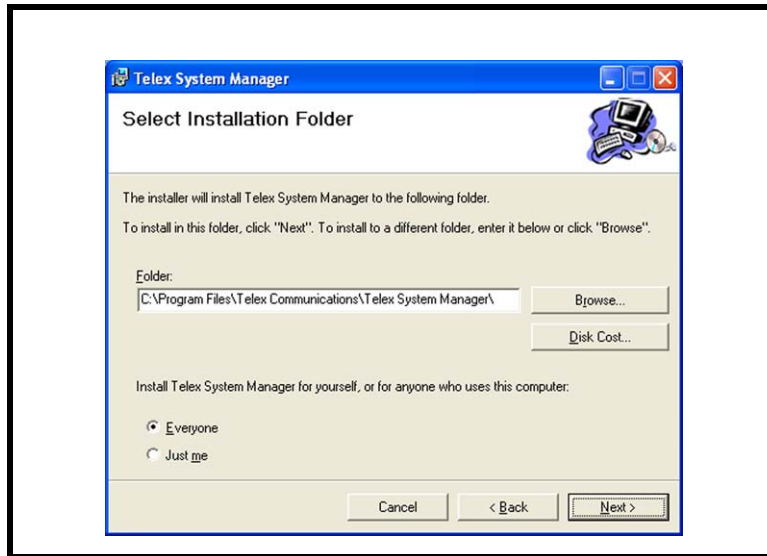 Telex System Manager
Select Installation Folder
The installer will install Telex System Manager to the following folder.
To install in this folder, click "Next". To install to a different folder, enter it below or click "Browse".
Folder:
C:\Program Files\Telex Communications\Telex System Manager\
Browse...
Disk Cost...
Install Telex System Manager for yourself, or for anyone who uses this computer:
Everyone
Just me
Cancel
< Back
Next >